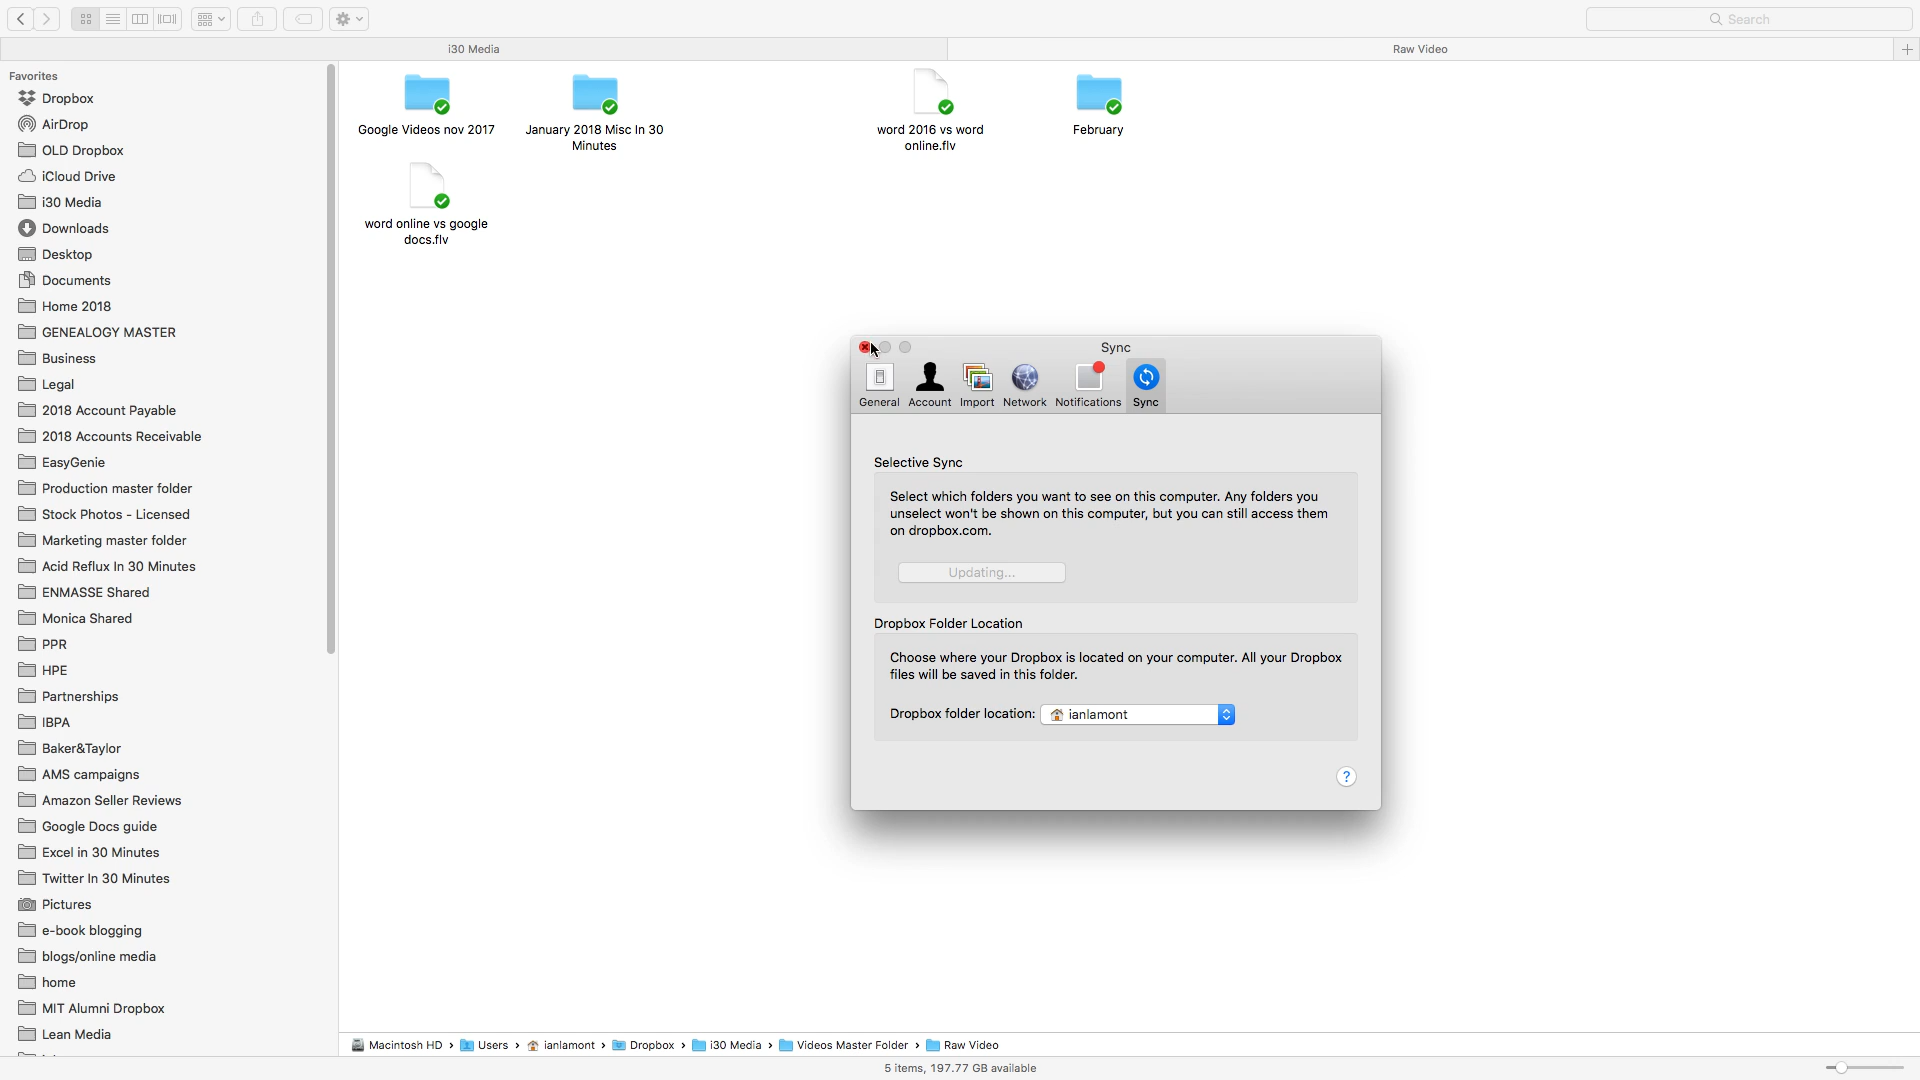 Search
i30 Media
Raw Video
Favorites
Dropbox
AirDrop
OLD Dropbox
iCloud Drive
i30 Media
Downloads
Desktop
Documents
Home 2018
GENEALOGY MASTER
Business
Legal
2018 Account Payable
2018 Accounts Receivable
EasyGenie
Production master folder
Stock Photos - Licensed
Marketing master folder
Acid Reflux In 30 Minutes
ENMASSE Shared
Monica Shared
PPR
HPE
Partnerships
IBPA
Baker&Taylor
AMS campaigns
Amazon Seller Reviews
Google Docs guide
Excel in 30 Minutes
Twitter In 30 Minutes
Pictures
e-book blogging
blogs/online media
home
MIT Alumni Dropbox
Lean Media
Google Videos nov 2017
January 2018 Misc In 30
Minutes
word 2016 vs word
online.flv
February
word online vs google
docs.flv
Sync
General Account Import Network Notifications Sync
Selective Sync
Select which folders you want to see on this computer. Any folders you
unselect won't be shown on this computer, but you can still access them
on dropbox.com.
Updating...
Dropbox Folder Location
Choose where your Dropbox is located on your computer. All your Dropbox
files will be saved in this folder.
Dropbox folder location: ianlamont
?
Macintosh HD › Users › ianlamont › Dropbox › i30 Media › Videos Master Folder › Raw Video
5 items, 197.77 GB available